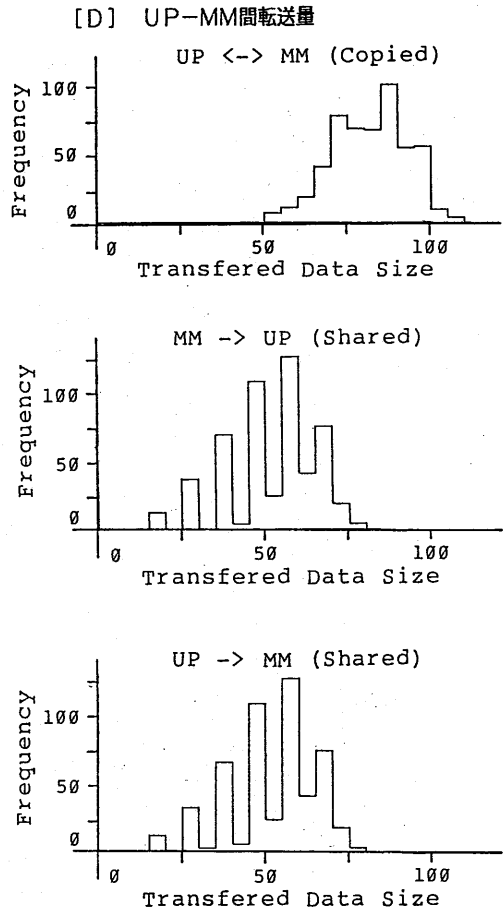 [D] UP-MM間転送量
UP <-> MM (Copied)
Frequency
100
50
0
0 50 100
Transfered Data Size
MM -> UP (Shared)
Frequency
100
50
0
0 50 100
Transfered Data Size
UP -> MM (Shared)
Frequency
100
50
0
0 50 100
Transfered Data Size